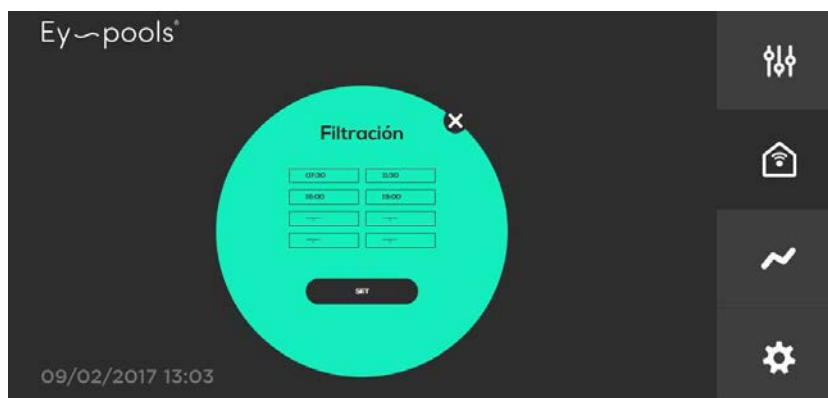 Ey~pools®
Filtración
07:30 11:30
16:00 19:00
--:-- --:--
--:-- --:--
SET
09/02/2017 13:03